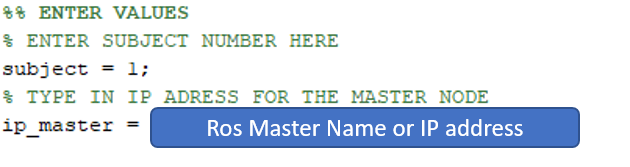 %% ENTER VALUES
% ENTER SUBJECT NUMBER HERE
subject = 1;
% TYPE IN IP ADRESS FOR THE MASTER NODE
ip_master = Ros Master Name or IP address